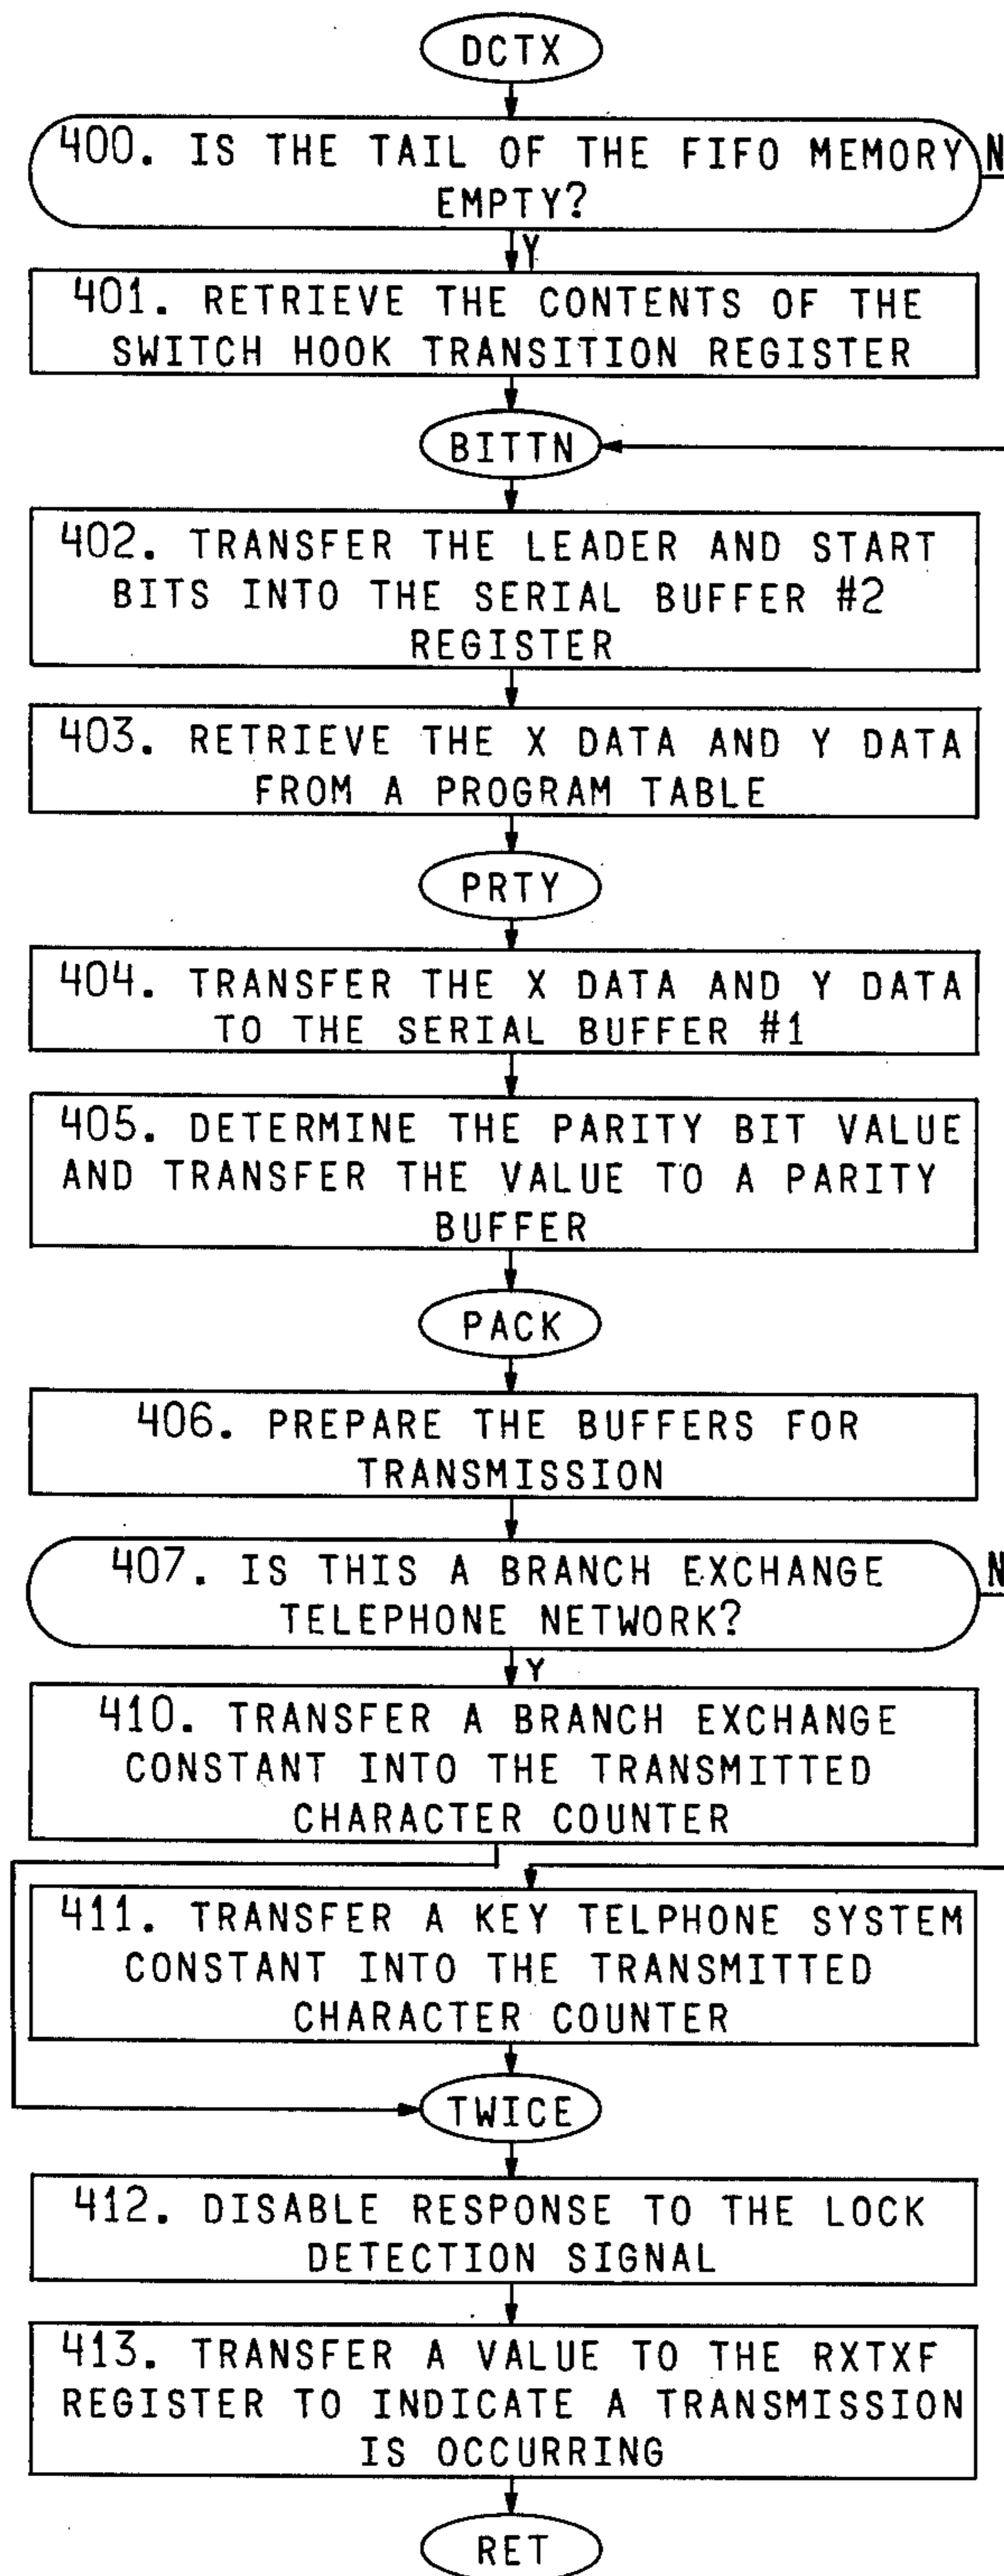 DCTX
400. IS THE TAIL OF THE FIFO MEMORY N
EMPTY?
Y
401. RETRIEVE THE CONTENTS OF THE
SWITCH HOOK TRANSITION REGISTER
BITTN
402. TRANSFER THE LEADER AND START
BITS INTO THE SERIAL BUFFER #2
REGISTER
403. RETRIEVE THE X DATA AND Y DATA
FROM A PROGRAM TABLE
PRTY
404. TRANSFER THE X DATA AND Y DATA
TO THE SERIAL BUFFER #1
405. DETERMINE THE PARITY BIT VALUE
AND TRANSFER THE VALUE TO A PARITY
BUFFER
PACK
406. PREPARE THE BUFFERS FOR
TRANSMISSION
407. IS THIS A BRANCH EXCHANGE N
TELEPHONE NETWORK?
Y
410. TRANSFER A BRANCH EXCHANGE
CONSTANT INTO THE TRANSMITTED
CHARACTER COUNTER
411. TRANSFER A KEY TELPHONE SYSTEM
CONSTANT INTO THE TRANSMITTED
CHARACTER COUNTER
TWICE
412. DISABLE RESPONSE TO THE LOCK
DETECTION SIGNAL
413. TRANSFER A VALUE TO THE RXTXF
REGISTER TO INDICATE A TRANSMISSION
IS OCCURRING
RET